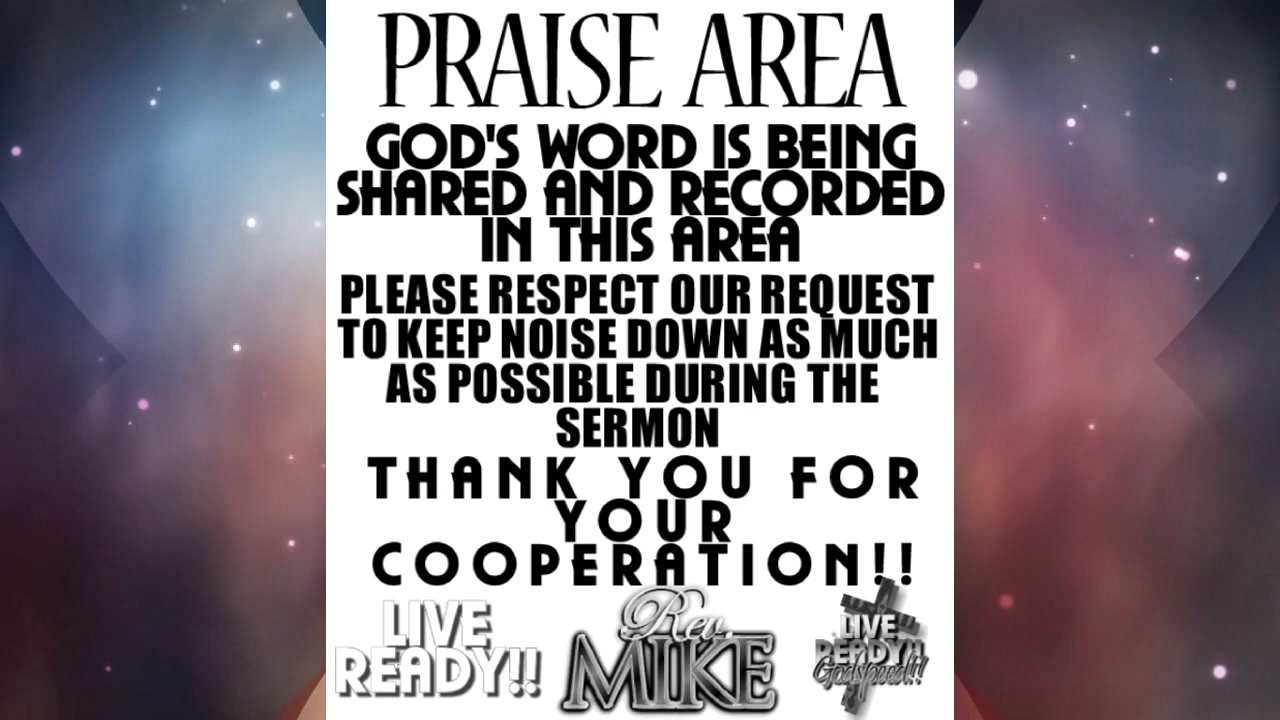 PRAISE AREA
GOD'S WORD IS BEING
SHARED AND RECORDED
IN THIS AREA
PLEASE RESPECT OUR REQUEST
TO KEEP NOISE DOWN AS MUCH
AS POSSIBLE DURING THE
SERMON
THANK YOU FOR
YOUR
COOPERATION!!
LIVE
READY!!
Rev.
MIKE
LIVE
READY!!
Godspeed!!